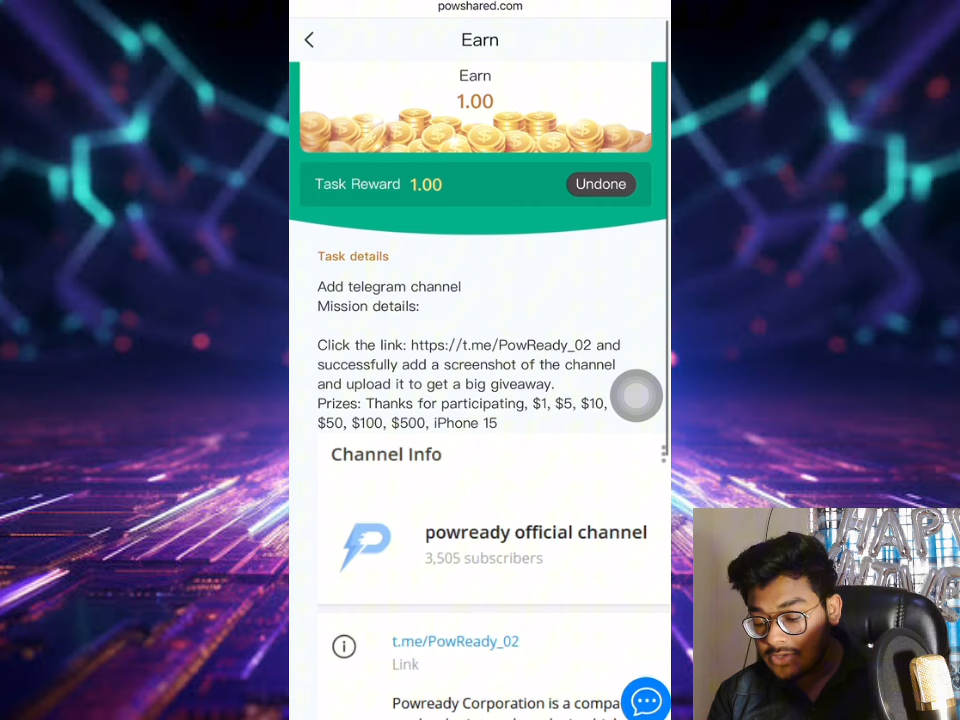 powshared.com
Earn
Earn
1.00
Task Reward 1.00
Undone
Task details
Add telegram channel
Mission details:
Click the link: https://t.me/PowReady_02 and
successfully add a screenshot of the channel
and upload it to get a big giveaway.
Prizes: Thanks for participating, $1, $5, $10,
$50, $100, $500, iPhone 15
Channel Info
powready official channel
3,505 subscribers
t.me/PowReady_02
Link
Powready Corporation is a compa